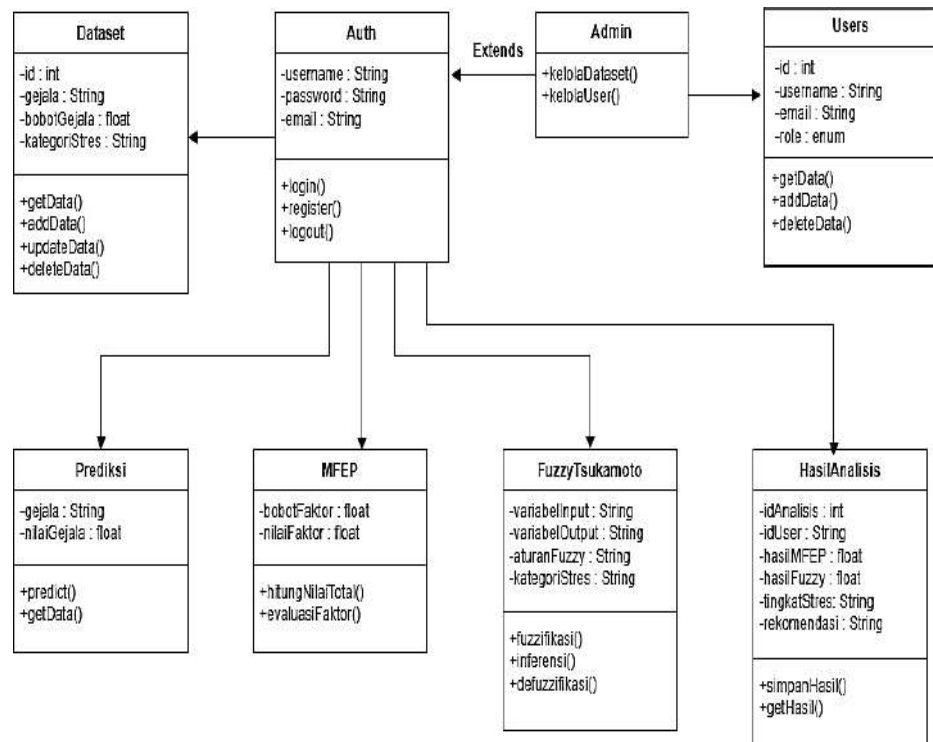 Dataset
-id : int
-gejala : String
-bobotGejala : float
-kategoriStres : String
+getData()
+addData()
+updateData()
+deleteData()
Auth
-username : String
-password : String
-email : String
+login()
+register()
+logout()
Extends
Admin
+kelolaDataset()
+kelolaUser()
Users
-id : int
-username : String
-email : String
-role : enum
+getData()
+addData()
+deleteData()
Prediksi
-gejala : String
-nilaiGejala : float
+predict()
+getData()
MFEP
-bobotFaktor : float
-nilaiFaktor : float
+hitungNilaiTotal()
+evaluasiFaktor()
FuzzyTsukamoto
-variabelInput : String
-variabelOutput : String
-aturanFuzzy : String
-kategoriStres : String
+fuzzifikasi()
+inferensi()
+defuzzifikasi()
HasilAnalisis
-idAnalisis : int
-idUser : String
-hasilMFEP : float
-hasilFuzzy : float
-tingkatStres: String
-rekomendasi : String
+simpanHasil()
+getHasil()